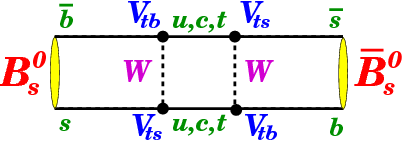 b̅ V_tb u,c,t V_ts s̅
B_s^0 W W B̅_s^0
s V_ts u,c,t V_tb b